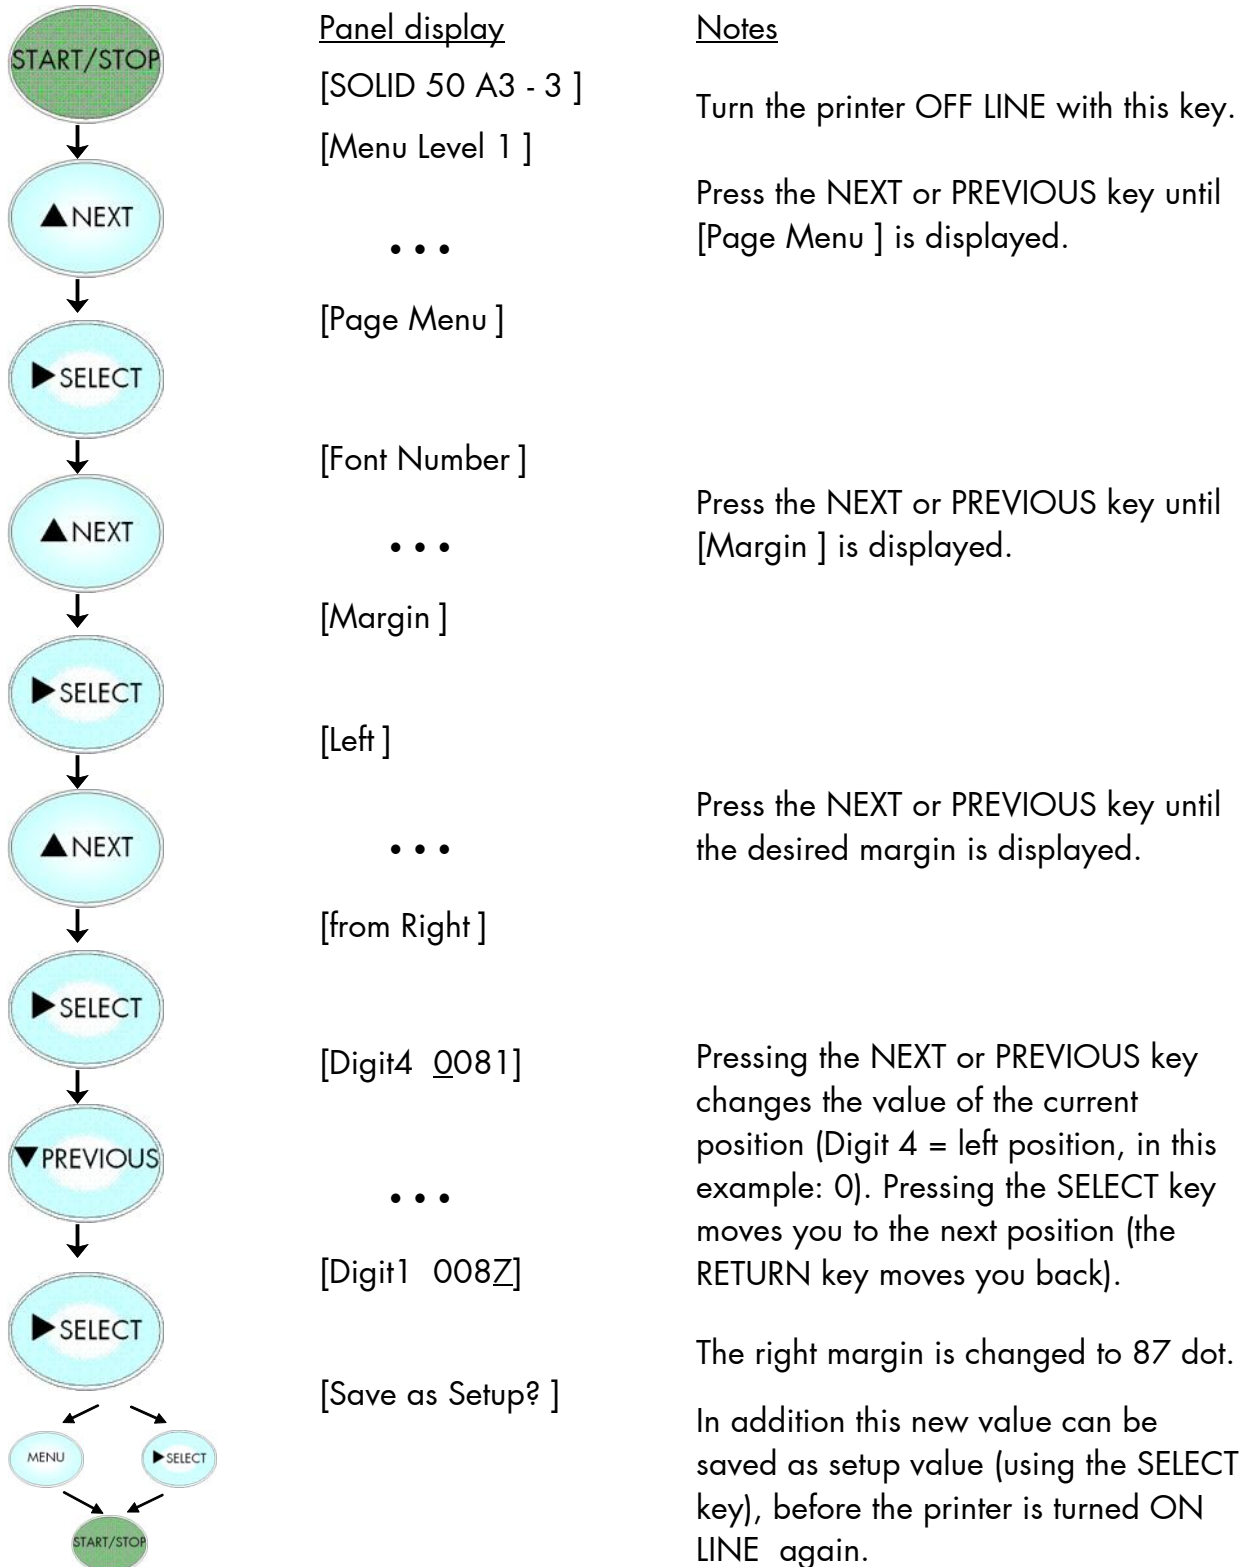 START/STOP
▲NEXT
▶SELECT
▲NEXT
▶SELECT
▲NEXT
▶SELECT
▼PREVIOUS
▶SELECT
MENU
▶SELECT
START/STOP
Panel display
[SOLID 50 A3 - 3 ]
[Menu Level 1 ]
• • •
[Page Menu ]
[Font Number ]
• • •
[Margin ]
[Left ]
• • •
[from Right ]
[Digit4 0081]
• • •
[Digit1 0087]
[Save as Setup? ]
Notes
Turn the printer OFF LINE with this key.
Press the NEXT or PREVIOUS key until
[Page Menu ] is displayed.
Press the NEXT or PREVIOUS key until
[Margin ] is displayed.
Press the NEXT or PREVIOUS key until
the desired margin is displayed.
Pressing the NEXT or PREVIOUS key
changes the value of the current
position (Digit 4 = left position, in this
example: 0). Pressing the SELECT key
moves you to the next position (the
RETURN key moves you back).
The right margin is changed to 87 dot.
In addition this new value can be
saved as setup value (using the SELECT
key), before the printer is turned ON
LINE again.